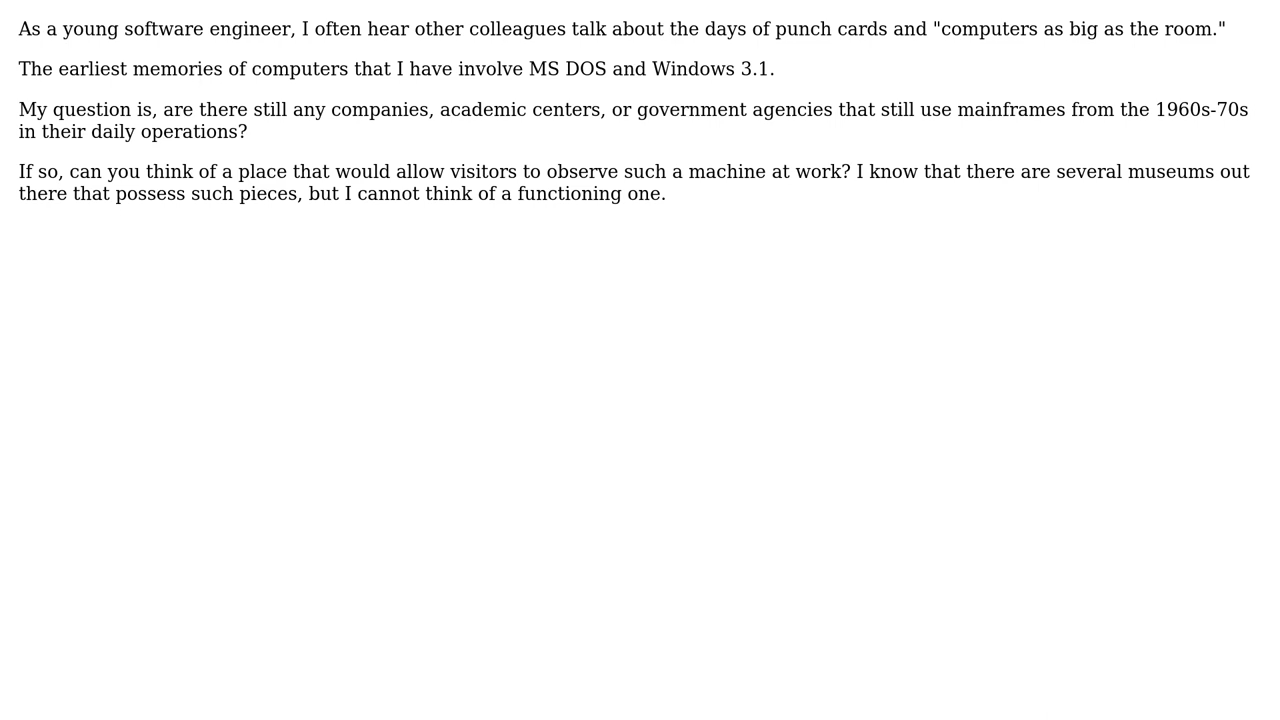 As a young software engineer, I often hear other colleagues talk about the days of punch cards and "computers as big as the room."
The earliest memories of computers that I have involve MS DOS and Windows 3.1.
My question is, are there still any companies, academic centers, or government agencies that still use mainframes from the 1960s-70s
in their daily operations?
If so, can you think of a place that would allow visitors to observe such a machine at work? I know that there are several museums out
there that possess such pieces, but I cannot think of a functioning one.